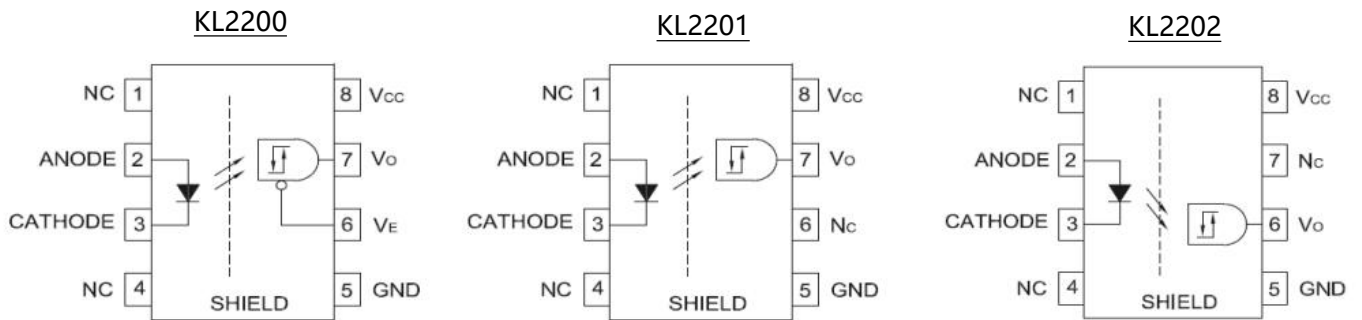 KL2200
NC 1
8 VCC
ANODE 2
7 VO
CATHODE 3
6 VE
NC 4
5 GND
SHIELD
KL2201
NC 1
8 VCC
ANODE 2
7 VO
CATHODE 3
6 NC
NC 4
5 GND
SHIELD
KL2202
NC 1
8 VCC
ANODE 2
7 NC
CATHODE 3
6 VO
NC 4
5 GND
SHIELD